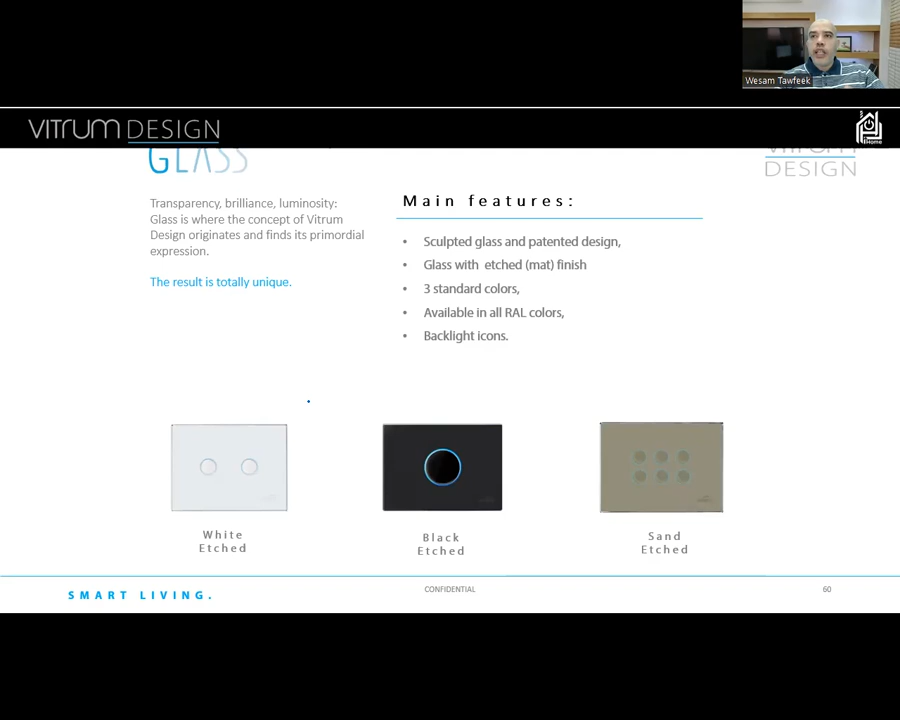 Wesam Tawfeek
VITRUM DESIGN
iHome
GLASS
DESIGN
Transparency, brilliance, luminosity:
Glass is where the concept of Vitrum
Design originates and finds its primordial
expression.
The result is totally unique.
Main features:
• Sculpted glass and patented design,
• Glass with etched (mat) finish
• 3 standard colors,
• Available in all RAL colors,
• Backlight icons.
White
Etched
Black
Etched
Sand
Etched
SMART LIVING.
CONFIDENTIAL
60